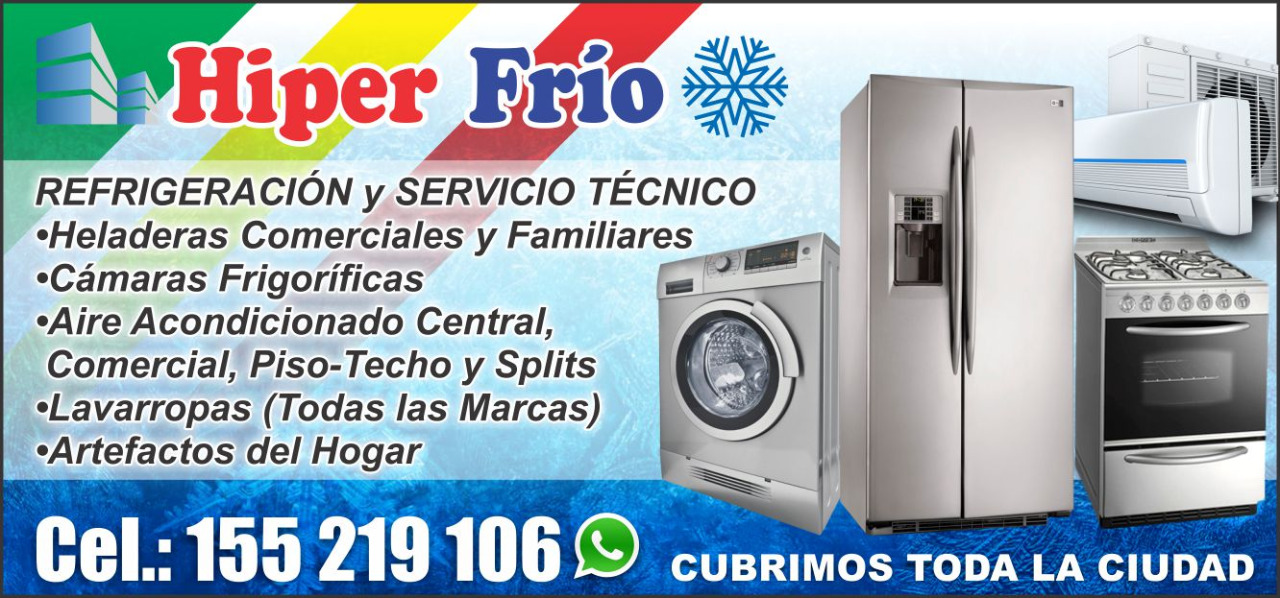 Hiper Frío
REFRIGERACIÓN y SERVICIO TÉCNICO
•Heladeras Comerciales y Familiares
•Cámaras Frigoríficas
•Aire Acondicionado Central,
Comercial, Piso-Techo y Splits
•Lavarropas (Todas las Marcas)
•Artefactos del Hogar
Cel.: 155 219 106
CUBRIMOS TODA LA CIUDAD